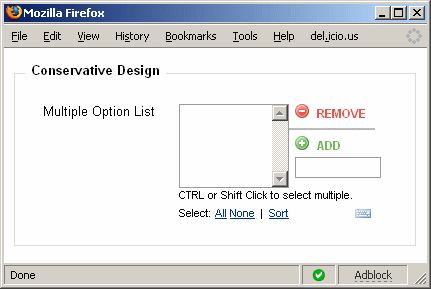 Mozilla Firefox
File Edit View History Bookmarks Tools Help del.icio.us
Conservative Design
Multiple Option List
REMOVE
ADD
CTRL or Shift Click to select multiple.
Select: All None | Sort
Done
Adblock